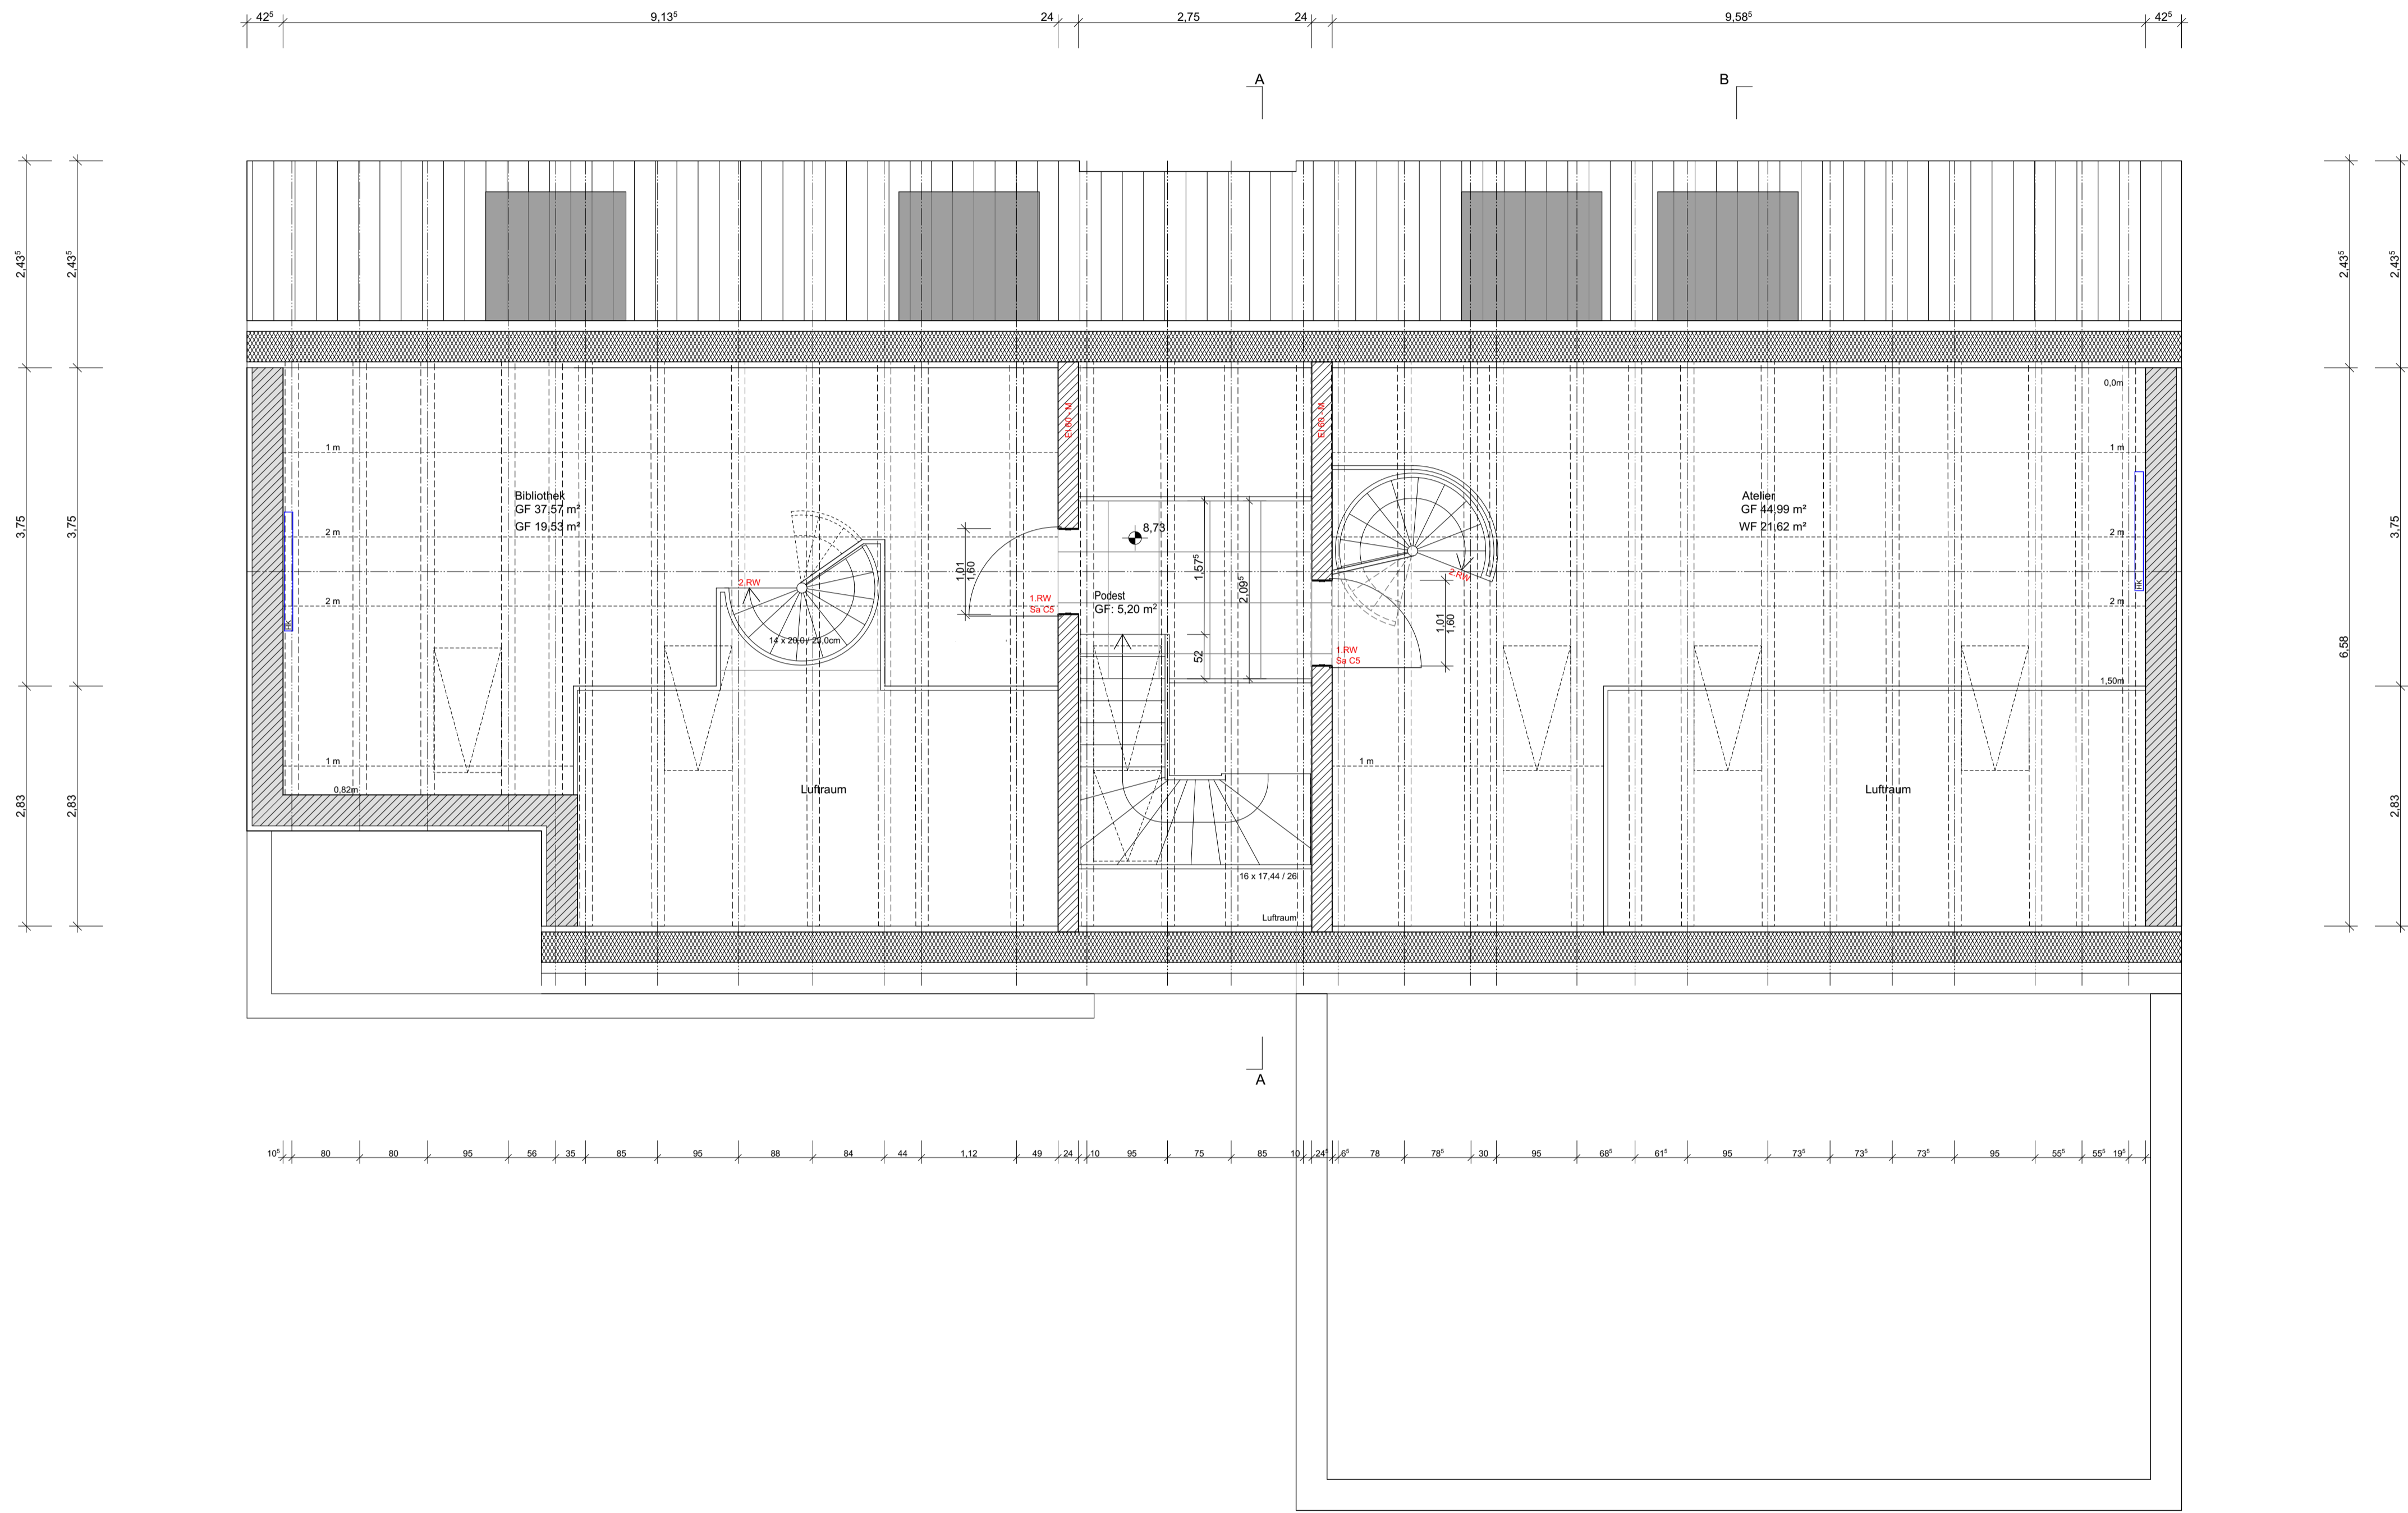 42⁵ 9,13⁵ 24 2,75 24 9,58⁵ 42⁵
A B
2,43⁵ 2,43⁵ 2,43⁵ 2,43⁵
0,0m
EI 60 - M EI 60 - M
1 m 1 m
Bibliothek
GF 37,57 m²
GF 19,53 m²
Atelier
GF 44,99 m²
WF 21,62 m²
3,75 3,75 3,75
2 m 2 m
8,73
1,01
1,60
1,57⁵
2,09⁵
2.RW 2.RW
1.RW
Sa C5
Podest
GF: 5,20 m²
2 m 2 m
HK HK
1,01
1,60
14 x 20,0 / 23,0cm
52
1.RW
Sa C5
6,58
1,50m
1 m 1 m
0,82m
Luftraum Luftraum
2,83 2,83 2,83
16 x 17,44 / 26
Luftraum
A
10⁵ 80 80 95 56 35 85 95 88 84 44 1,12 49 24 10 95 75 85 10 24⁵ 6⁵ 78 78⁵ 30 95 68⁵ 61⁵ 95 73⁵ 73⁵ 73⁵ 95 55⁵ 55⁵ 19⁵